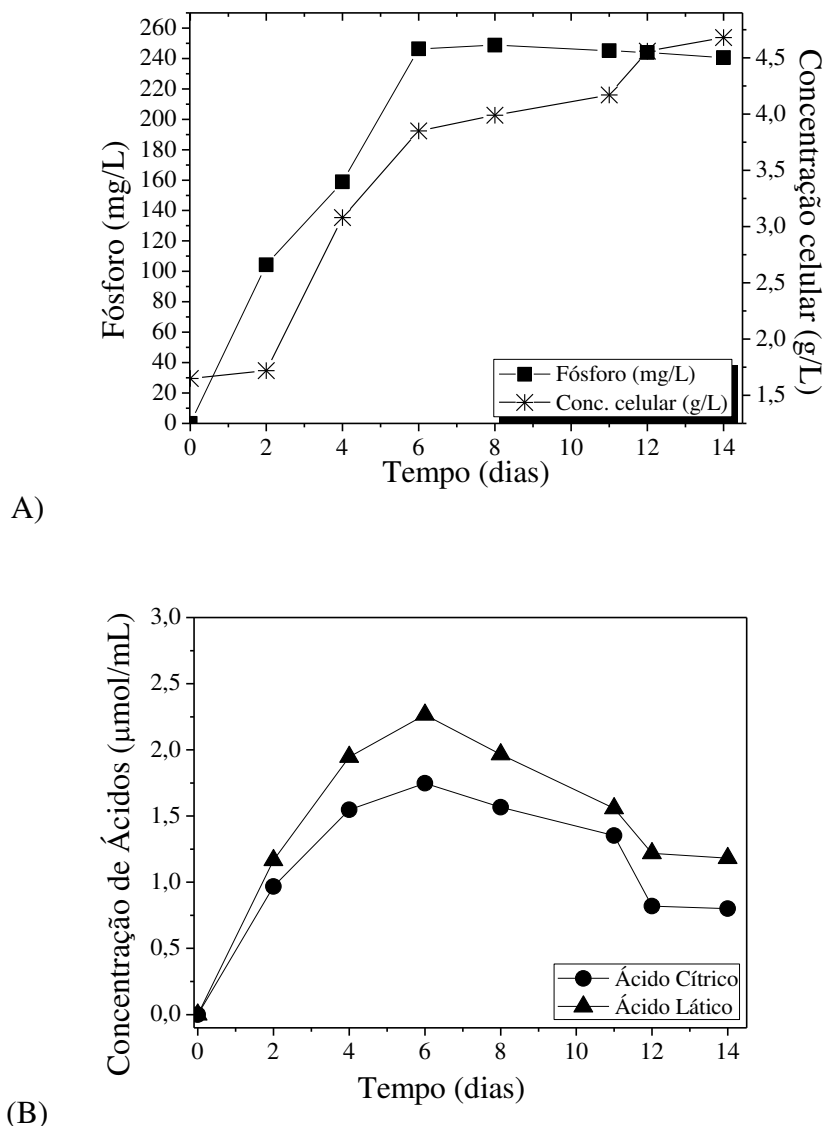 260
240
220
200
180
160
140
120
100
80
60
40
20
0
Fósforo (mg/L)
4,5
4,0
3,5
3,0
2,5
2,0
1,5
Concentração celular (g/L)
Fósforo (mg/L)
Conc. celular (g/L)
0 2 4 6 8 10 12 14
Tempo (dias)
A)
3,0
2,5
2,0
1,5
1,0
0,5
0,0
Concentração de Ácidos (µmol/mL)
Ácido Cítrico
Ácido Lático
0 2 4 6 8 10 12 14
Tempo (dias)
(B)